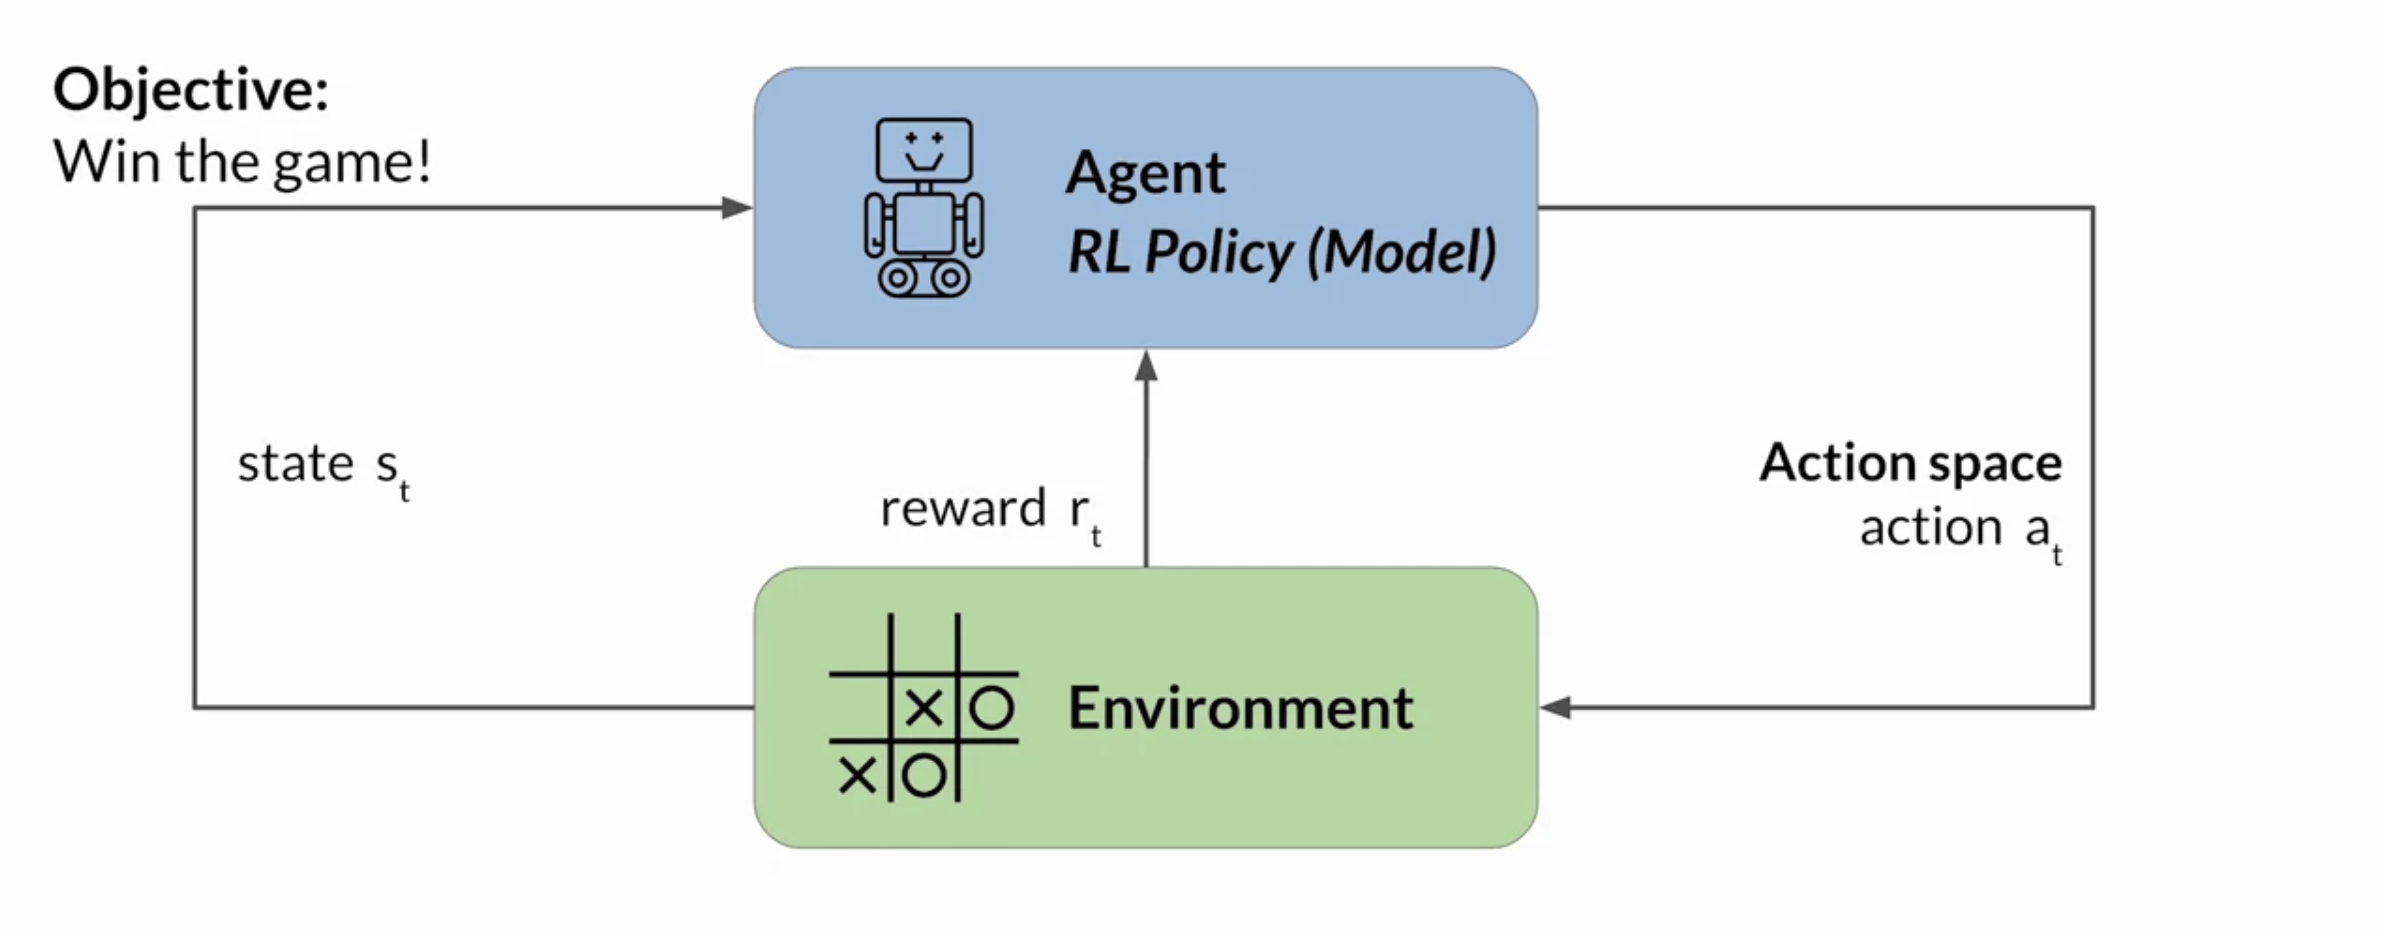 Objective:
Win the game!
Agent
RL Policy (Model)
state s_t
reward r_t
Action space
action a_t
Environment